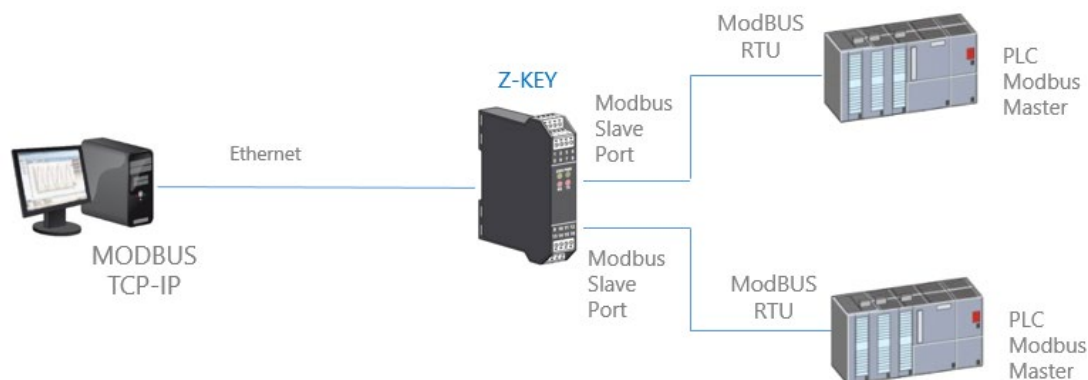 ModBUS
RTU
PLC
Modbus
Master
Z-KEY
Modbus
Slave
Port
Ethernet
MODBUS
TCP-IP
Modbus
Slave
Port
ModBUS
RTU
PLC
Modbus
Master